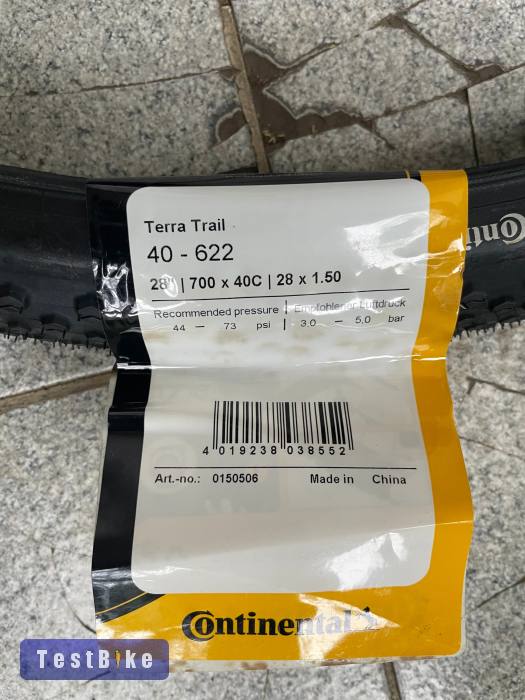 Terra Trail
40 - 622
28" | 700 x 40C | 28 x 1.50
Recommended pressure | Empfohlener Luftdruck
44 — 73 psi | 3.0 — 5,0 bar
4 019238 038552
Art.-no.: 0150506 Made in China
Continental
Conti
TestBike